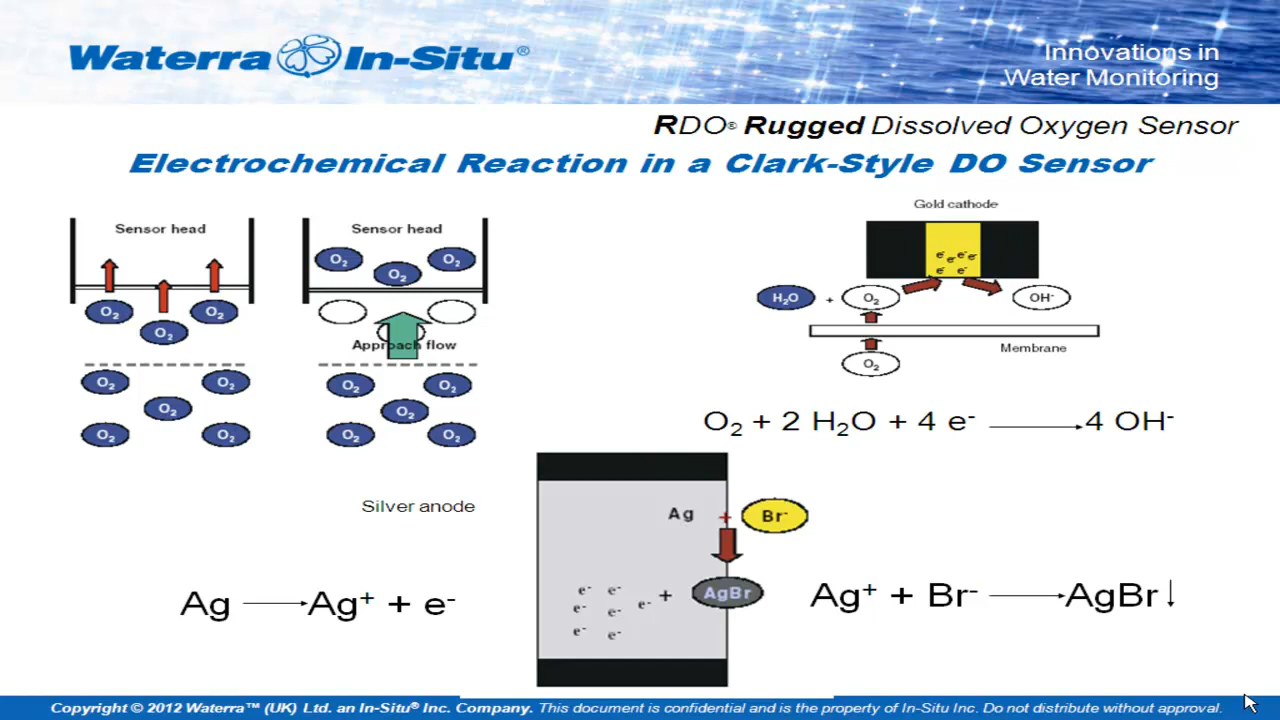 Waterra In-Situ®
Innovations in
Water Monitoring
RDO® Rugged Dissolved Oxygen Sensor
Electrochemical Reaction in a Clark-Style DO Sensor
Sensor head
O₂ O₂ O₂
O₂ O₂ O₂ O₂ O₂
Sensor head
O₂ O₂ O₂
Approach flow
O₂ O₂ O₂ O₂ O₂
Gold cathode
e⁻ e⁻ e⁻ e⁻
e⁻ e⁻
H₂O + O₂ OH⁻
Membrane
O₂
O₂ + 2 H₂O + 4 e⁻ ⟶ 4 OH⁻
Silver anode
Ag + Br⁻
e⁻ e⁻
e⁻ e⁻ e⁻ + AgBr
e⁻ e⁻
Ag ⟶ Ag⁺ + e⁻
Ag⁺ + Br⁻ ⟶ AgBr↓
Copyright © 2012 Waterra™ (UK) Ltd. an In-Situ® Inc. Company. This document is confidential and is the property of In-Situ Inc. Do not distribute without approval.